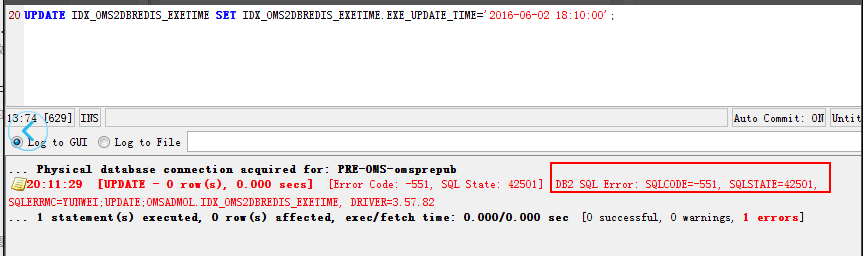 20 UPDATE IDX_OMS2DBREDIS_EXETIME SET IDX_OMS2DBREDIS_EXETIME.EXE_UPDATE_TIME='2016-06-02 18:10:00';
13:74 [629] INS Auto Commit: ON Untit
Log to GUI Log to File
... Physical database connection acquired for: PRE-OMS-omsprepub
20:11:29 [UPDATE - 0 row(s), 0.000 secs] [Error Code: -551, SQL State: 42501] DB2 SQL Error: SQLCODE=-551, SQLSTATE=42501,
SQLERRMC=YUNWEI;UPDATE;OMSADMOL.IDX_OMS2DBREDIS_EXETIME, DRIVER=3.57.82
... 1 statement(s) executed, 0 row(s) affected, exec/fetch time: 0.000/0.000 sec [0 successful, 0 warnings, 1 errors]